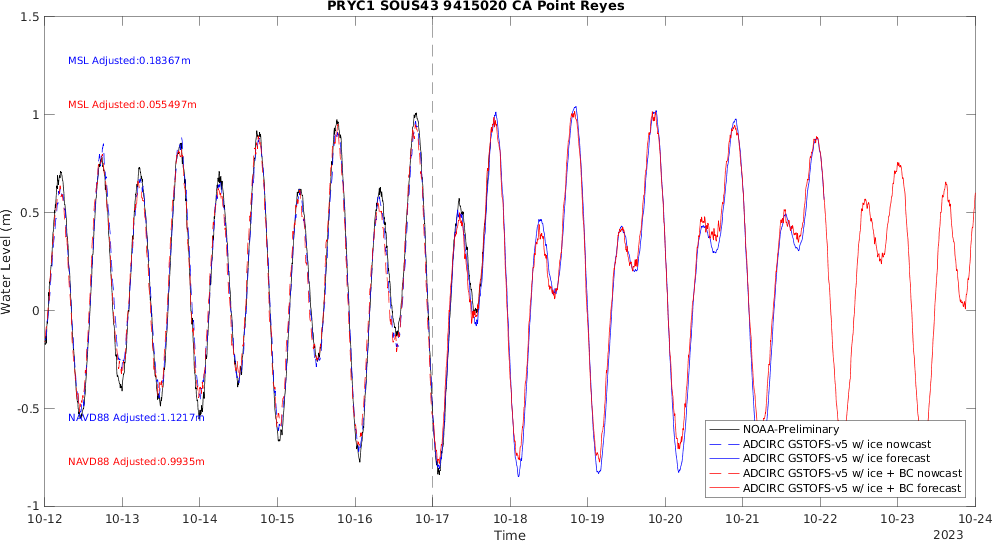 PRYC1 SOUS43 9415020 CA Point Reyes
1.5
MSL Adjusted:0.18367m
MSL Adjusted:0.055497m
1
0.5
Water Level (m)
0
-0.5
NAVD88 Adjusted:1.1217m
NAVD88 Adjusted:0.9935m
-1
NOAA-Preliminary
ADCIRC GSTOFS-v5 w/ ice nowcast
ADCIRC GSTOFS-v5 w/ ice forecast
ADCIRC GSTOFS-v5 w/ ice + BC nowcast
ADCIRC GSTOFS-v5 w/ ice + BC forecast
10-12 10-13 10-14 10-15 10-16 10-17 10-18 10-19 10-20 10-21 10-22 10-23 10-24
Time
2023